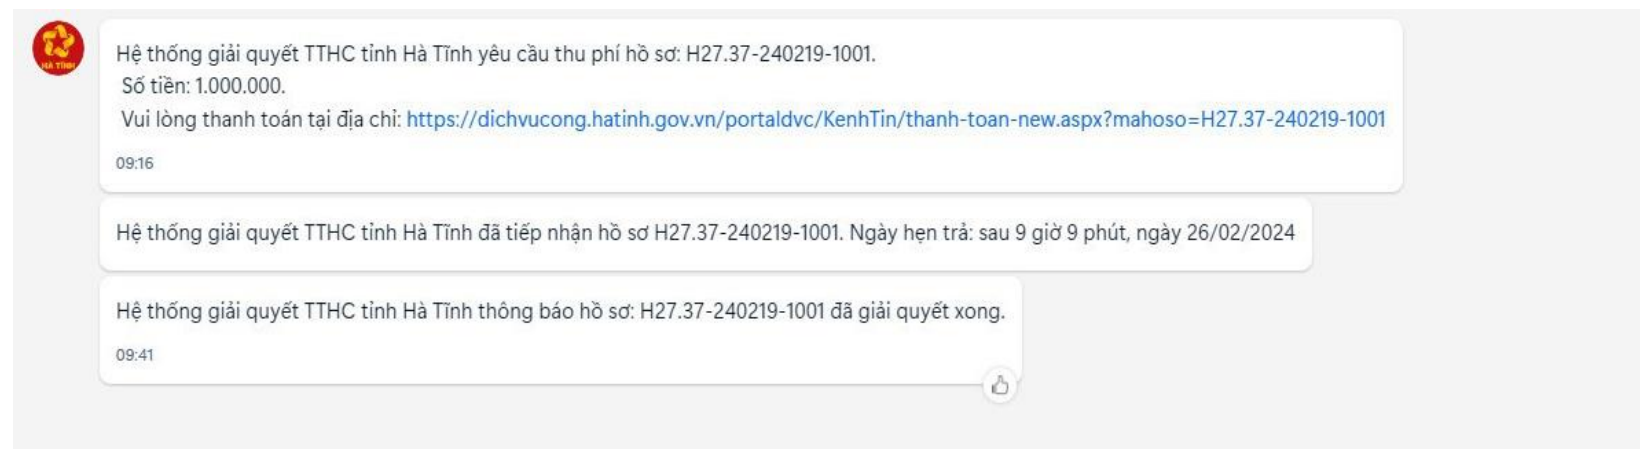 HÀ TĨNH
Hệ thống giải quyết TTHC tỉnh Hà Tĩnh yêu cầu thu phí hồ sơ: H27.37-240219-1001.
Số tiền: 1.000.000.
Vui lòng thanh toán tại địa chỉ: https://dichvucong.hatinh.gov.vn/portaldvc/KenhTin/thanh-toan-new.aspx?mahoso=H27.37-240219-1001
09:16
Hệ thống giải quyết TTHC tỉnh Hà Tĩnh đã tiếp nhận hồ sơ H27.37-240219-1001. Ngày hẹn trả: sau 9 giờ 9 phút, ngày 26/02/2024
Hệ thống giải quyết TTHC tỉnh Hà Tĩnh thông báo hồ sơ: H27.37-240219-1001 đã giải quyết xong.
09:41